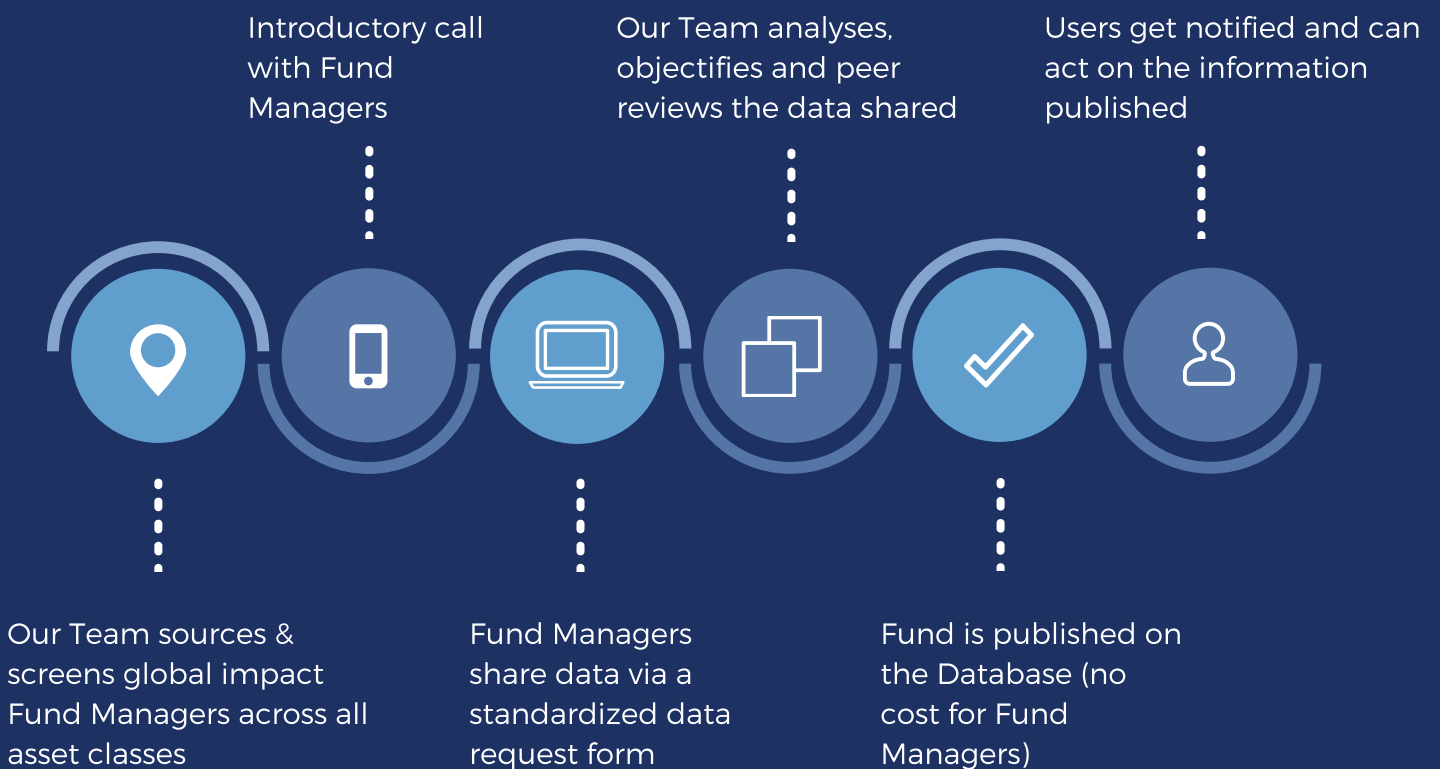 Introductory call
with Fund
Managers
Our Team analyses,
objectifies and peer
reviews the data shared
Users get notified and can
act on the information
published
Our Team sources &
screens global impact
Fund Managers across all
asset classes
Fund Managers
share data via a
standardized data
request form
Fund is published on
the Database (no
cost for Fund
Managers)